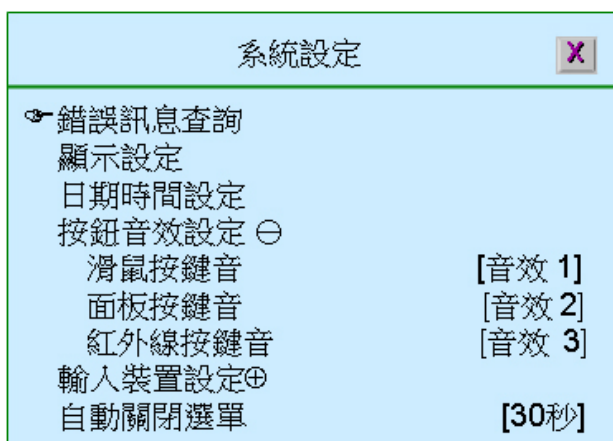 系統設定 X
☞錯誤訊息查詢
顯示設定
日期時間設定
按鈕音效設定 ⊖
滑鼠按鍵音 [音效 1]
面板按鍵音 [音效 2]
紅外線按鍵音 [音效 3]
輸入裝置設定⊕
自動關閉選單 [30秒]